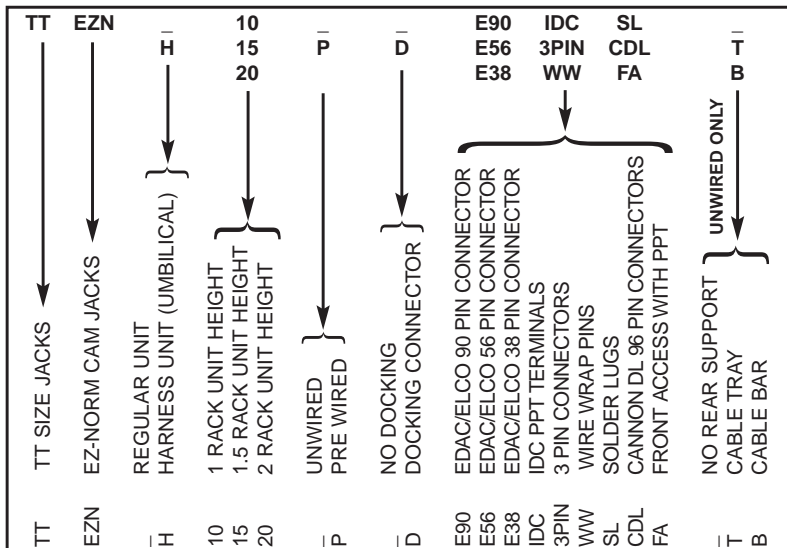 TT EZN _ 10 _ _ E90 IDC SL _
H 15 P D E56 3PIN CDL T
20 E38 WW FA B
UNWIRED ONLY
TT TT SIZE JACKS
EZN EZ-NORM CAM JACKS
_ REGULAR UNIT
H HARNESS UNIT (UMBILICAL)
10 1 RACK UNIT HEIGHT
15 1.5 RACK UNIT HEIGHT
20 2 RACK UNIT HEIGHT
_ UNWIRED
P PRE WIRED
_ NO DOCKING
D DOCKING CONNECTOR
E90 EDAC/ELCO 90 PIN CONNECTOR
E56 EDAC/ELCO 56 PIN CONNECTOR
E38 EDAC/ELCO 38 PIN CONNECTOR
IDC IDC PPT TERMINALS
3PIN 3 PIN CONNECTORS
WW WIRE WRAP PINS
SL SOLDER LUGS
CDL CANNON DL 96 PIN CONNECTORS
FA FRONT ACCESS WITH PPT
_ NO REAR SUPPORT
T CABLE TRAY
B CABLE BAR